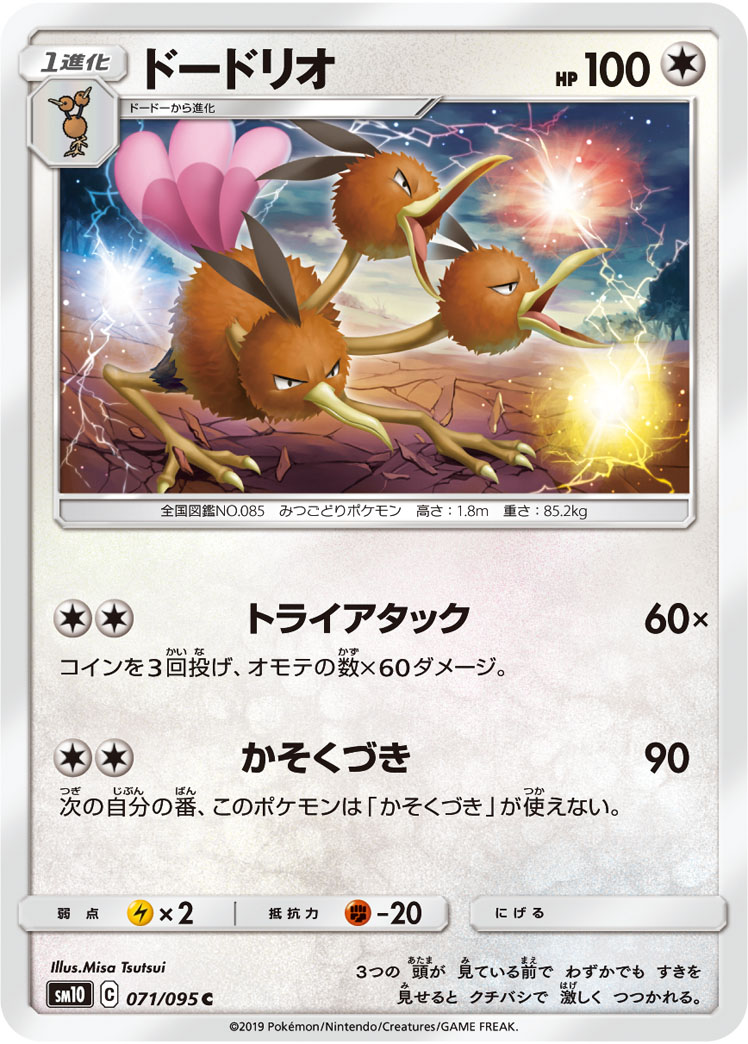 1進化 ドードリオ HP 100
ドードーから進化
全国図鑑NO.085 みつごどりポケモン 高さ:1.8m 重さ:85.2kg
トライアタック 60×
コインを3回投げ、オモテの数×60ダメージ。
かそくづき 90
次の自分の番、このポケモンは「かそくづき」が使えない。
弱点 ×2 抵抗力 -20 にげる
Illus.Misa Tsutsui
sm10 C 071/095 C
3つの 頭が 見ている前で わずかでも すきを
見せると クチバシで 激しく つつかれる。
©2019 Pokémon/Nintendo/Creatures/GAME FREAK.